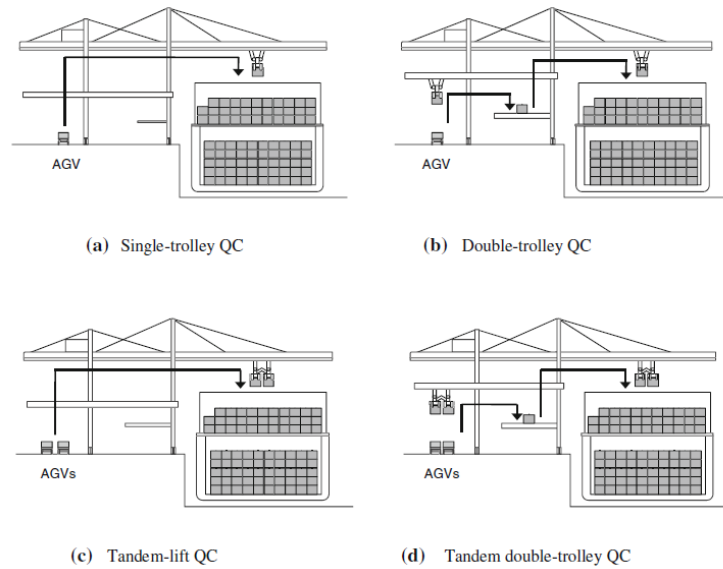 AGV
AGV
(a) Single-trolley QC
(b) Double-trolley QC
AGVs
AGVs
(c) Tandem-lift QC
(d) Tandem double-trolley QC